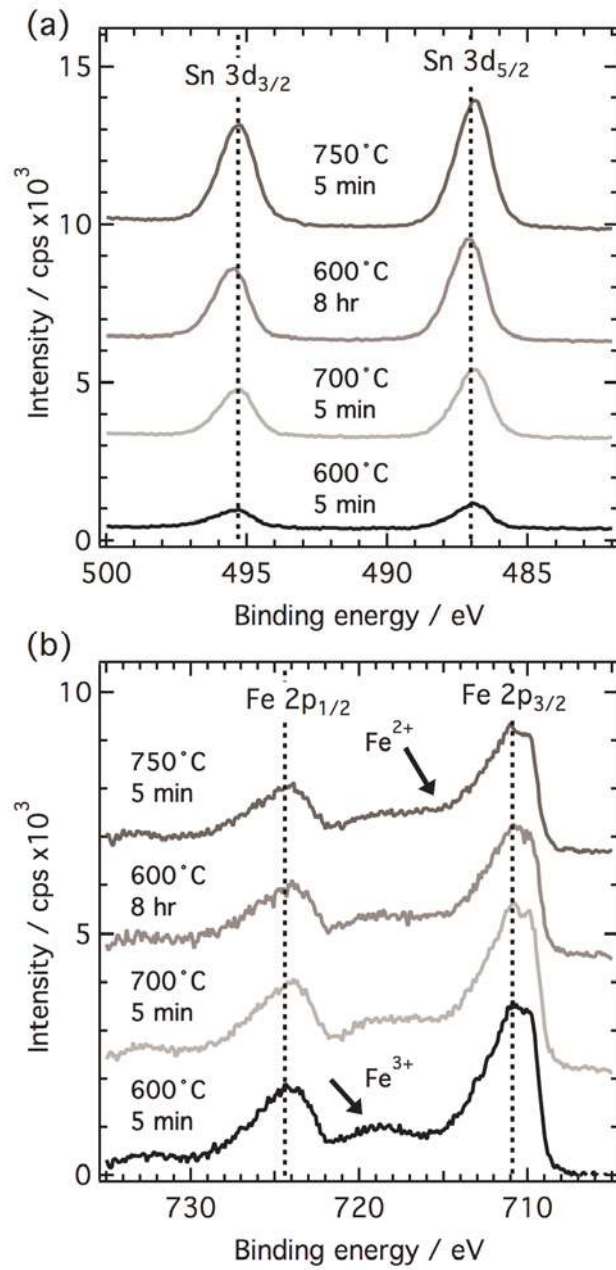 (a)
Intensity / cps x10³
15
10
5
0
Sn 3d3/2
Sn 3d5/2
750˚C
5 min
600˚C
8 hr
700˚C
5 min
600˚C
5 min
500
495
490
485
Binding energy / eV
(b)
Intensity / cps x10³
10
5
0
Fe 2p1/2
Fe 2p3/2
Fe2+
750˚C
5 min
600˚C
8 hr
700˚C
5 min
Fe3+
600˚C
5 min
730
720
710
Binding energy / eV